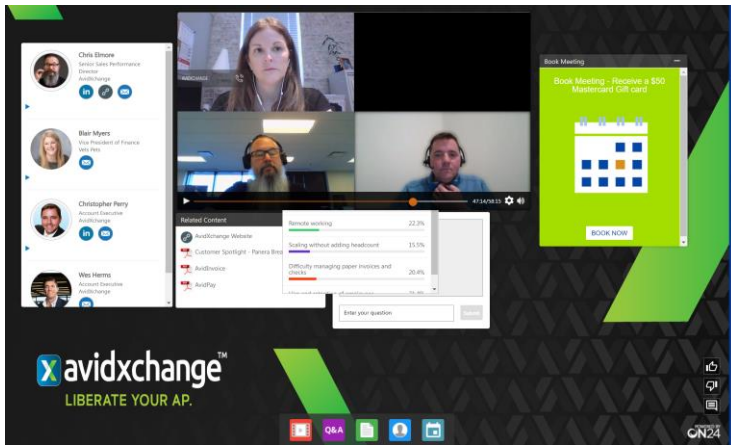 Chris Elmore
Senior Sales Performance
Director
AvidXchange
Blair Myers
Vice President of Finance
Vets Pets
Christopher Perry
Account Executive
AvidXchange
Wes Herms
Account Executive
AvidXchange
AVIDXCHANGE
47:14/58:15
Related Content
AvidXchange Website
Customer Spirtlight - Panera Brea
AvidInvoice
AvidPay
Remote working 22.3%
Scaling without adding headcount 15.5%
Difficulty managing paper invoices and
checks 20.4%
Enter your question
Submit
Book Meeting
Book Meeting - Receive a $50
Mastercard Gift card
BOOK NOW
avidxchange™
LIBERATE YOUR AP.
Q&A
POWERED BY
ON24